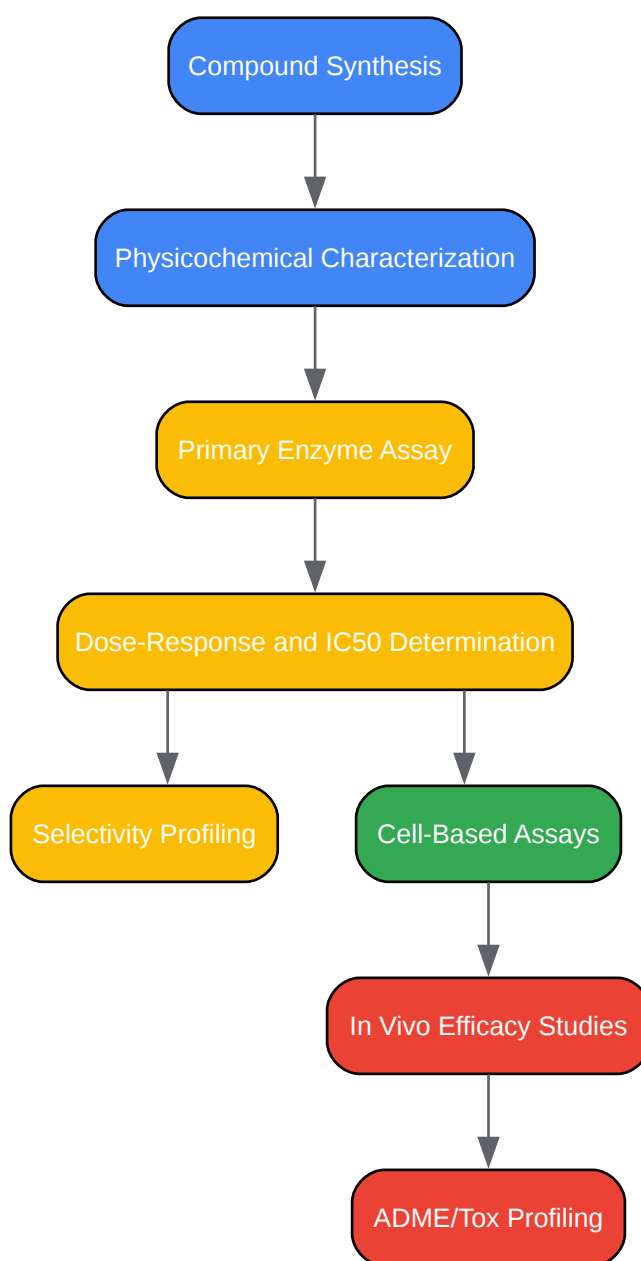 Compound Synthesis
Physicochemical Characterization
Primary Enzyme Assay
Dose-Response and IC50 Determination
Selectivity Profiling
Cell-Based Assays
In Vivo Efficacy Studies
ADME/Tox Profiling